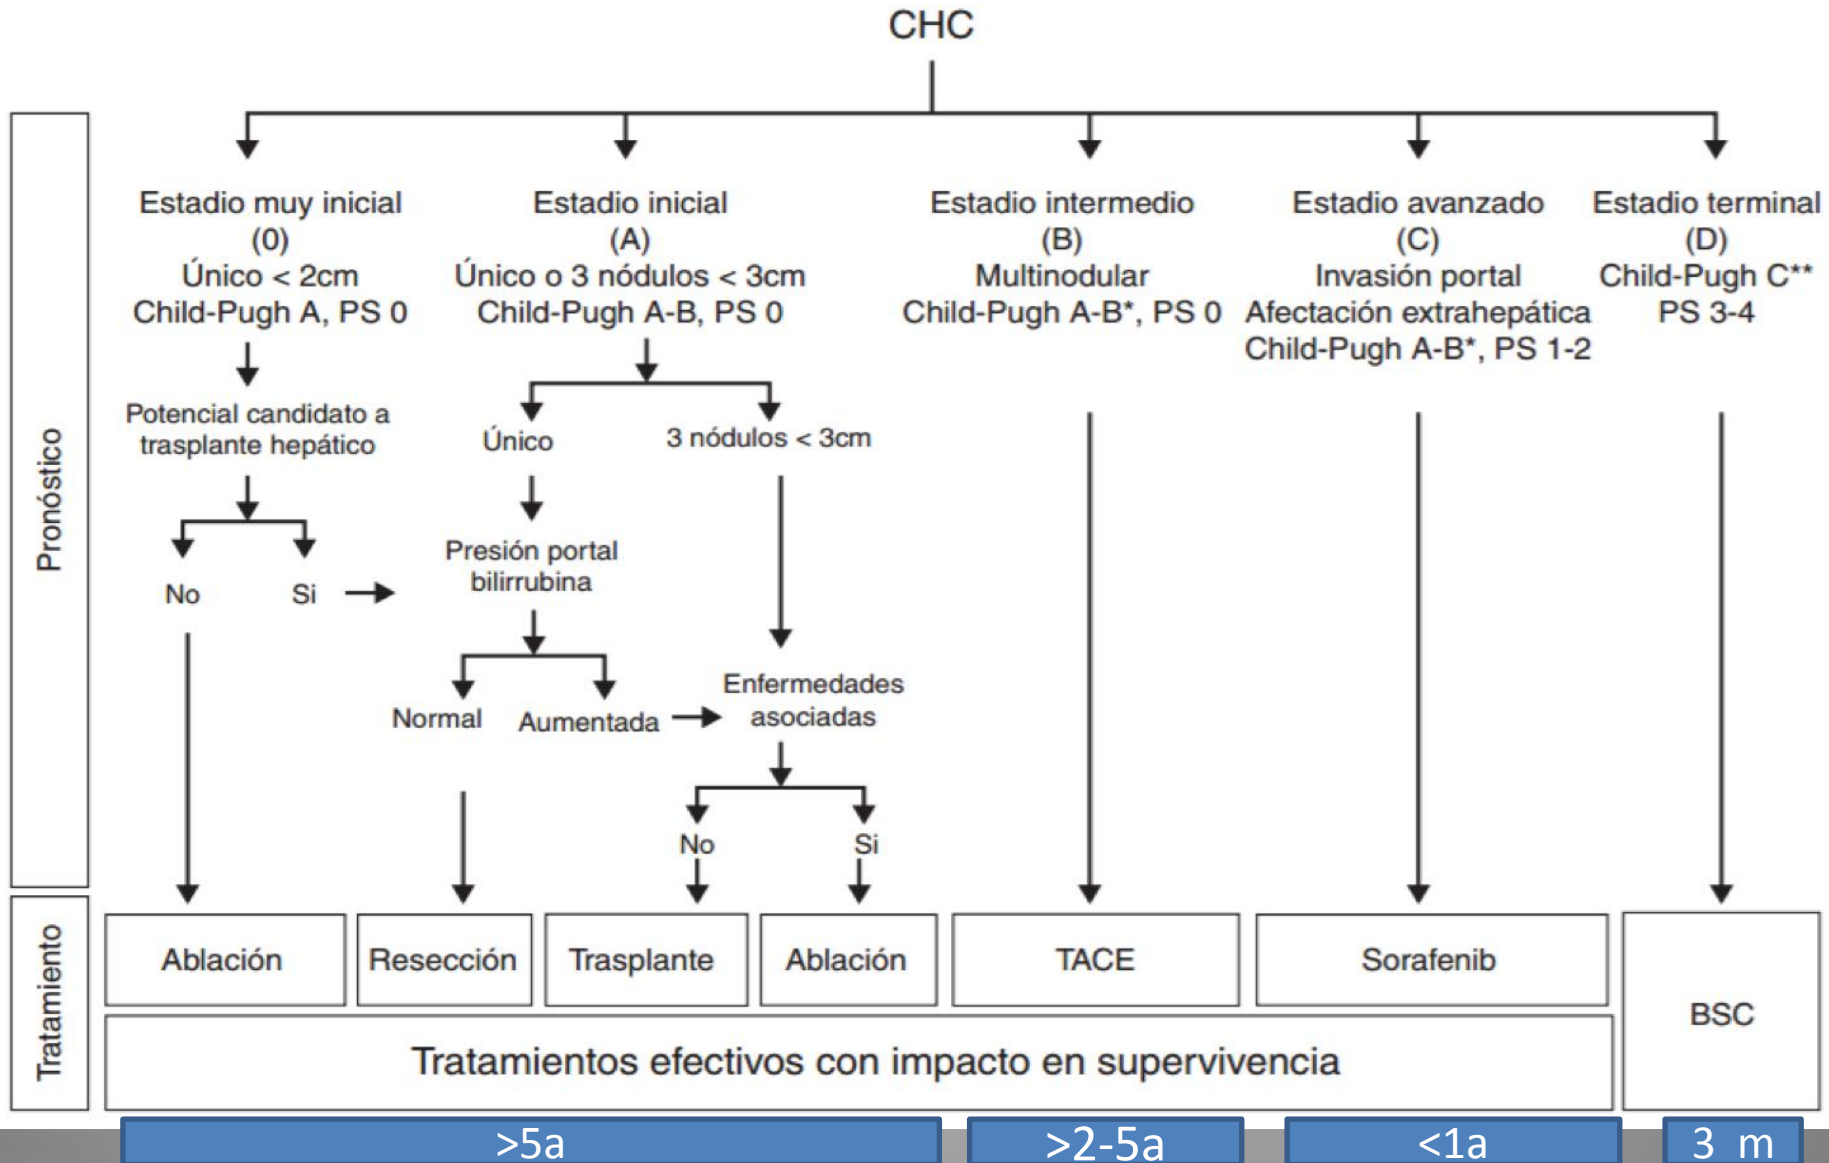 CHC
Pronóstico
Estadio muy inicial
(0)
Único < 2cm
Child-Pugh A, PS 0
Estadio inicial
(A)
Único o 3 nódulos < 3cm
Child-Pugh A-B, PS 0
Estadio intermedio
(B)
Multinodular
Child-Pugh A-B*, PS 0
Estadio avanzado
(C)
Invasión portal
Afectación extrahepática
Child-Pugh A-B*, PS 1-2
Estadio terminal
(D)
Child-Pugh C**
PS 3-4
Potencial candidato a
trasplante hepático
No
Si
Único
3 nódulos < 3cm
Presión portal
bilirrubina
Normal
Aumentada
Enfermedades
asociadas
No
Si
Tratamiento
Ablación
Resección
Trasplante
Ablación
TACE
Sorafenib
BSC
Tratamientos efectivos con impacto en supervivencia
>5a
>2-5a
<1a
3 m